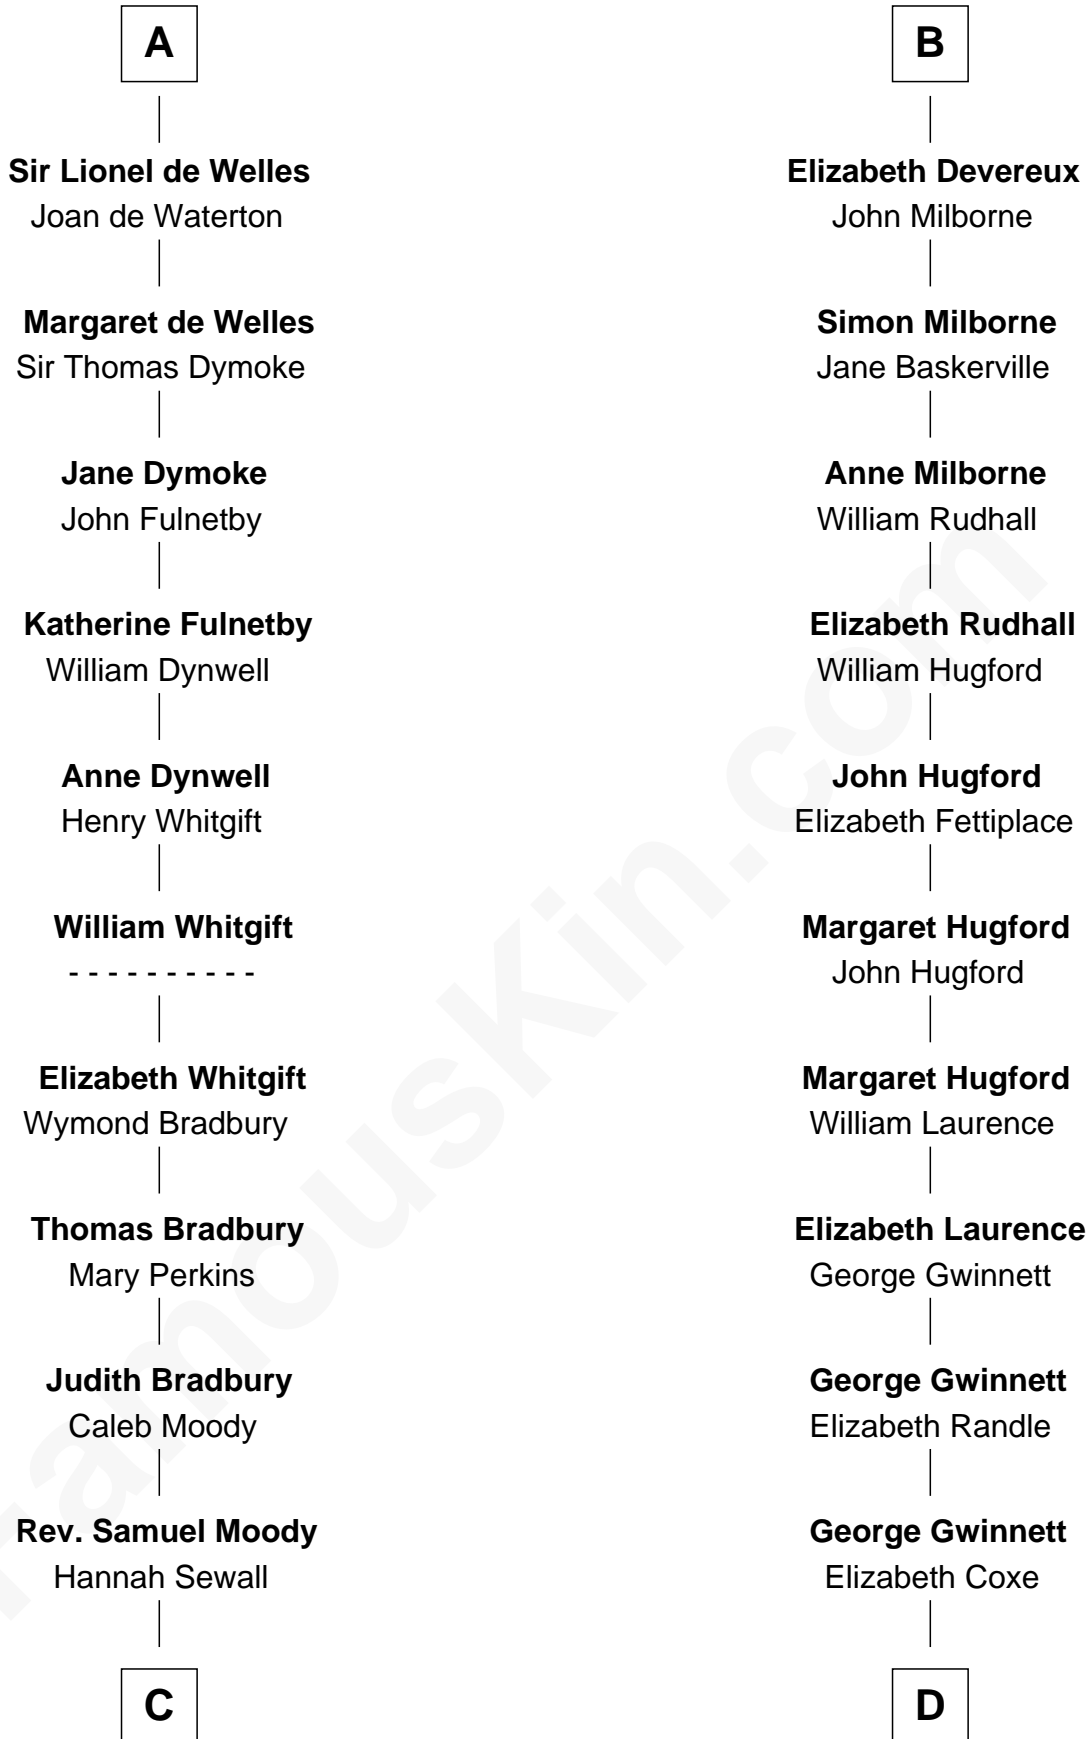 A
Sir Lionel de Welles
Joan de Waterton
Margaret de Welles
Sir Thomas Dymoke
Jane Dymoke
John Fulnetby
Katherine Fulnetby
William Dynwell
Anne Dynwell
Henry Whitgift
William Whitgift
- - - - - - - - - -
Elizabeth Whitgift
Wymond Bradbury
Thomas Bradbury
Mary Perkins
Judith Bradbury
Caleb Moody
Rev. Samuel Moody
Hannah Sewall
C
B
Elizabeth Devereux
John Milborne
Simon Milborne
Jane Baskerville
Anne Milborne
William Rudhall
Elizabeth Rudhall
William Hugford
John Hugford
Elizabeth Fettiplace
Margaret Hugford
John Hugford
Margaret Hugford
William Laurence
Elizabeth Laurence
George Gwinnett
George Gwinnett
Elizabeth Randle
George Gwinnett
Elizabeth Coxe
D
FamousKin.com